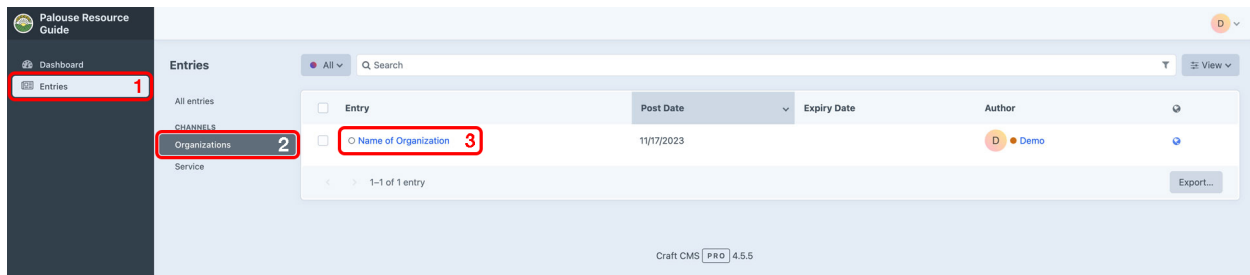 Palouse Resource
Guide
D
Dashboard
Entries 1
Entries
All entries
CHANNELS
Organizations 2
Service
All
Search
View
Entry Post Date Expiry Date Author
Name of Organization 3 11/17/2023 D Demo
1–1 of 1 entry
Export...
Craft CMS PRO 4.5.5